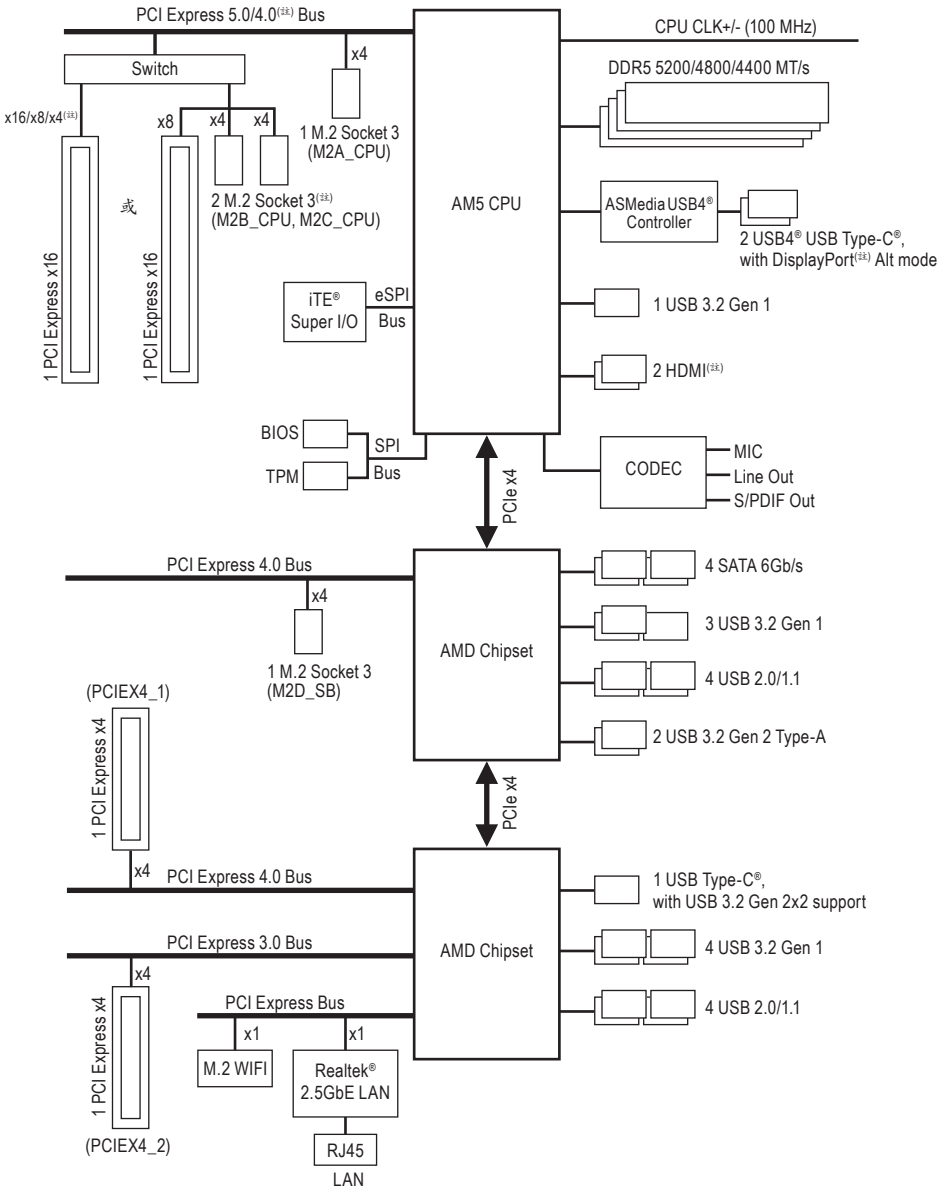 PCI Express 5.0/4.0(註) Bus
CPU CLK+/- (100 MHz)
x4
Switch
DDR5 5200/4800/4400 MT/s
x16/x8/x4(註)
x8
x4
x4
1 M.2 Socket 3
(M2A_CPU)
1 PCI Express x16
或
1 PCI Express x16
2 M.2 Socket 3(註)
(M2B_CPU, M2C_CPU)
AM5 CPU
ASMedia USB4®
Controller
2 USB4® USB Type-C®,
with DisplayPort(註) Alt mode
iTE®
Super I/O
eSPI
Bus
1 USB 3.2 Gen 1
2 HDMI(註)
BIOS
TPM
SPI
Bus
PCIe x4
CODEC
MIC
Line Out
S/PDIF Out
PCI Express 4.0 Bus
x4
1 M.2 Socket 3
(M2D_SB)
AMD Chipset
4 SATA 6Gb/s
3 USB 3.2 Gen 1
4 USB 2.0/1.1
2 USB 3.2 Gen 2 Type-A
(PCIEX4_1)
1 PCI Express x4
x4
PCIe x4
PCI Express 4.0 Bus
PCI Express 3.0 Bus
x4
1 PCI Express x4
(PCIEX4_2)
PCI Express Bus
x1
x1
M.2 WIFI
Realtek®
2.5GbE LAN
RJ45
LAN
AMD Chipset
1 USB Type-C®,
with USB 3.2 Gen 2x2 support
4 USB 3.2 Gen 1
4 USB 2.0/1.1